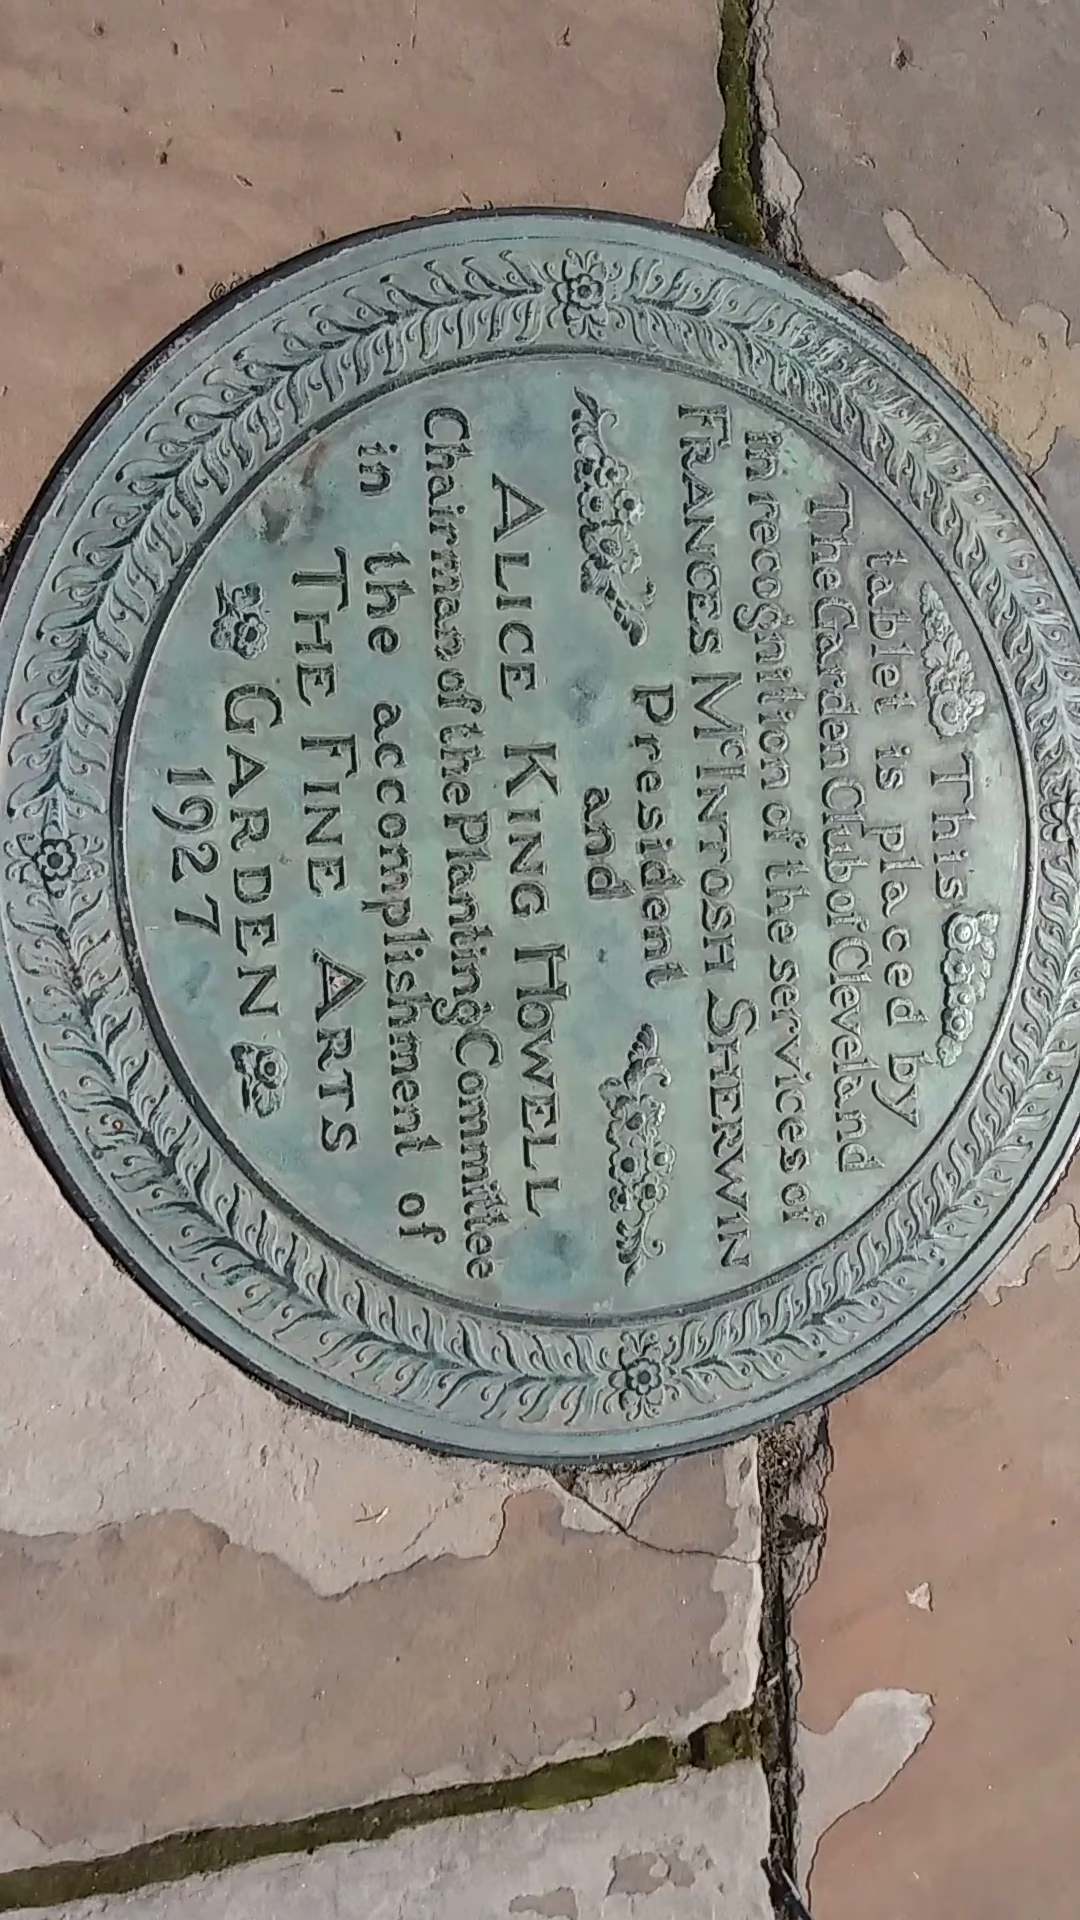 This
tablet is placed by
The Garden Club of Cleveland
in recognition of the services of
FRANCES McINTOSH SHERWIN
President
and
ALICE KING HOWELL
Chairman of the Planting Committee
in the accomplishment of
THE FINE ARTS
GARDEN
1927